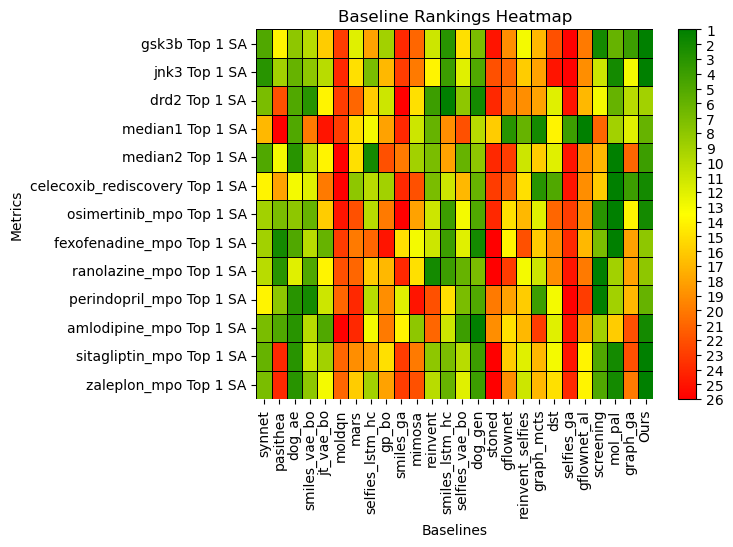 Baseline Rankings Heatmap
Metrics
gsk3b Top 1 SA
jnk3 Top 1 SA
drd2 Top 1 SA
median1 Top 1 SA
median2 Top 1 SA
celecoxib_rediscovery Top 1 SA
osimertinib_mpo Top 1 SA
fexofenadine_mpo Top 1 SA
ranolazine_mpo Top 1 SA
perindopril_mpo Top 1 SA
amlodipine_mpo Top 1 SA
sitagliptin_mpo Top 1 SA
zaleplon_mpo Top 1 SA
synnet
pasithea
dog_ae
smiles_vae_bo
jt_vae_bo
moldqn
mars
selfies_lstm_hc
gp_bo
smiles_ga
mimosa
reinvent
smiles_lstm_hc
selfies_vae_bo
dog_gen
stoned
gflownet
reinvent_selfies
graph_mcts
dst
selfies_ga
gflownet_al
screening
mol_pal
graph_ga
Ours
Baselines
1
2
3
4
5
6
7
8
9
10
11
12
13
14
15
16
17
18
19
20
21
22
23
24
25
26